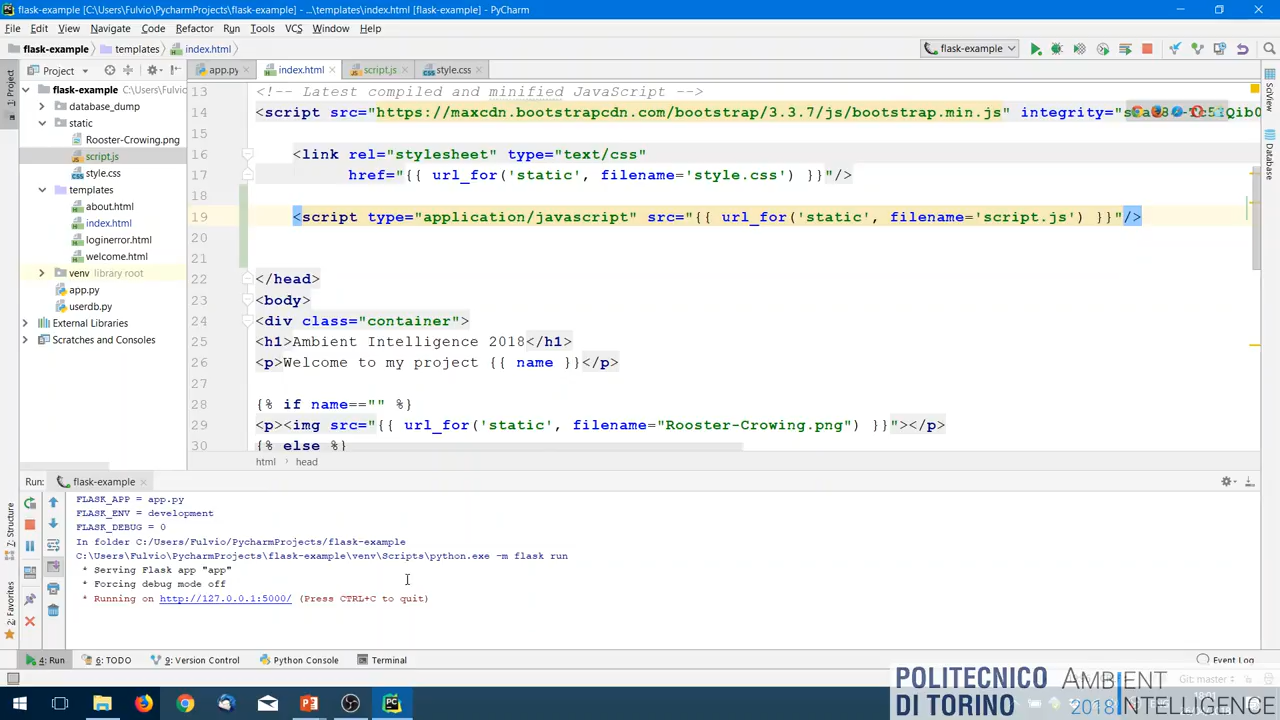 flask-example [C:\Users\Fulvio\PycharmProjects\flask-example] - ...\templates\index.html [flask-example] - PyCharm
File Edit View Navigate Code Refactor Run Tools VCS Window Help
flask-example templates index.html flask-example
Project app.py index.html script.js style.css
1: Project
flask-example C:\Users\Fulvio
database_dump
static
Rooster-Crowing.png
script.js
style.css
templates
about.html
index.html
loginerror.html
welcome.html
venv library root
app.py
userdb.py
External Libraries
Scratches and Consoles
13 <!-- Latest compiled and minified JavaScript -->
14 <script src="https://maxcdn.bootstrapcdn.com/bootstrap/3.3.7/js/bootstrap.min.js" integrity=
15
16 <link rel="stylesheet" type="text/css"
17 href="{{ url_for('static', filename='style.css') }}"/>
18
19 <script type="application/javascript" src="{{ url_for('static', filename='script.js') }}"/>
20
21
22 </head>
23 <body>
24 <div class="container">
25 <h1>Ambient Intelligence 2018</h1>
26 <p>Welcome to my project {{ name }}</p>
27
28 {% if name=="" %}
29 <p><img src="{{ url_for('static', filename="Rooster-Crowing.png") }}"></p>
30 {% else %}
html head
SciView
Database
Run: flask-example
FLASK_APP = app.py
FLASK_ENV = development
FLASK_DEBUG = 0
In folder C:/Users/Fulvio/PycharmProjects/flask-example
C:\Users\Fulvio\PycharmProjects\flask-example\venv\Scripts\python.exe -m flask run
* Serving Flask app "app"
* Forcing debug mode off
* Running on http://127.0.0.1:5000/ (Press CTRL+C to quit)
7: Structure
2: Favorites
4: Run 6: TODO 9: Version Control Python Console Terminal Event Log
Git: master
POLITECNICO DI TORINO
AMBIENT INTELLIGENCE 2018